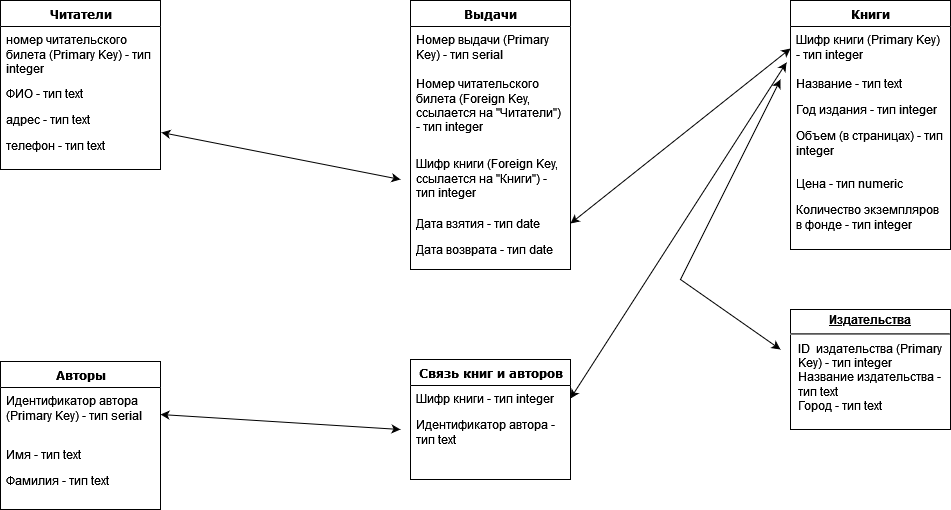 Читатели
номер читательского
билета (Primary Key) - тип
integer
ФИО - тип text
адрес - тип text
телефон - тип text
Выдачи
Номер выдачи (Primary
Key) - тип serial
Номер читательского
билета (Foreign Key,
ссылается на "Читатели")
- тип integer
Шифр книги (Foreign Key,
ссылается на "Книги") -
тип integer
Дата взятия - тип date
Дата возврата - тип date
Книги
Шифр книги (Primary Key)
- тип integer
Название - тип text
Год издания - тип integer
Объем (в страницах) - тип
integer
Цена - тип numeric
Количество экземпляров
в фонде - тип integer
Издательства
ID издательства (Primary
Key) - тип integer
Название издательства -
тип text
Город - тип text
Авторы
Идентификатор автора
(Primary Key) - тип serial
Имя - тип text
Фамилия - тип text
Связь книг и авторов
Шифр книги - тип integer
Идентификатор автора -
тип text